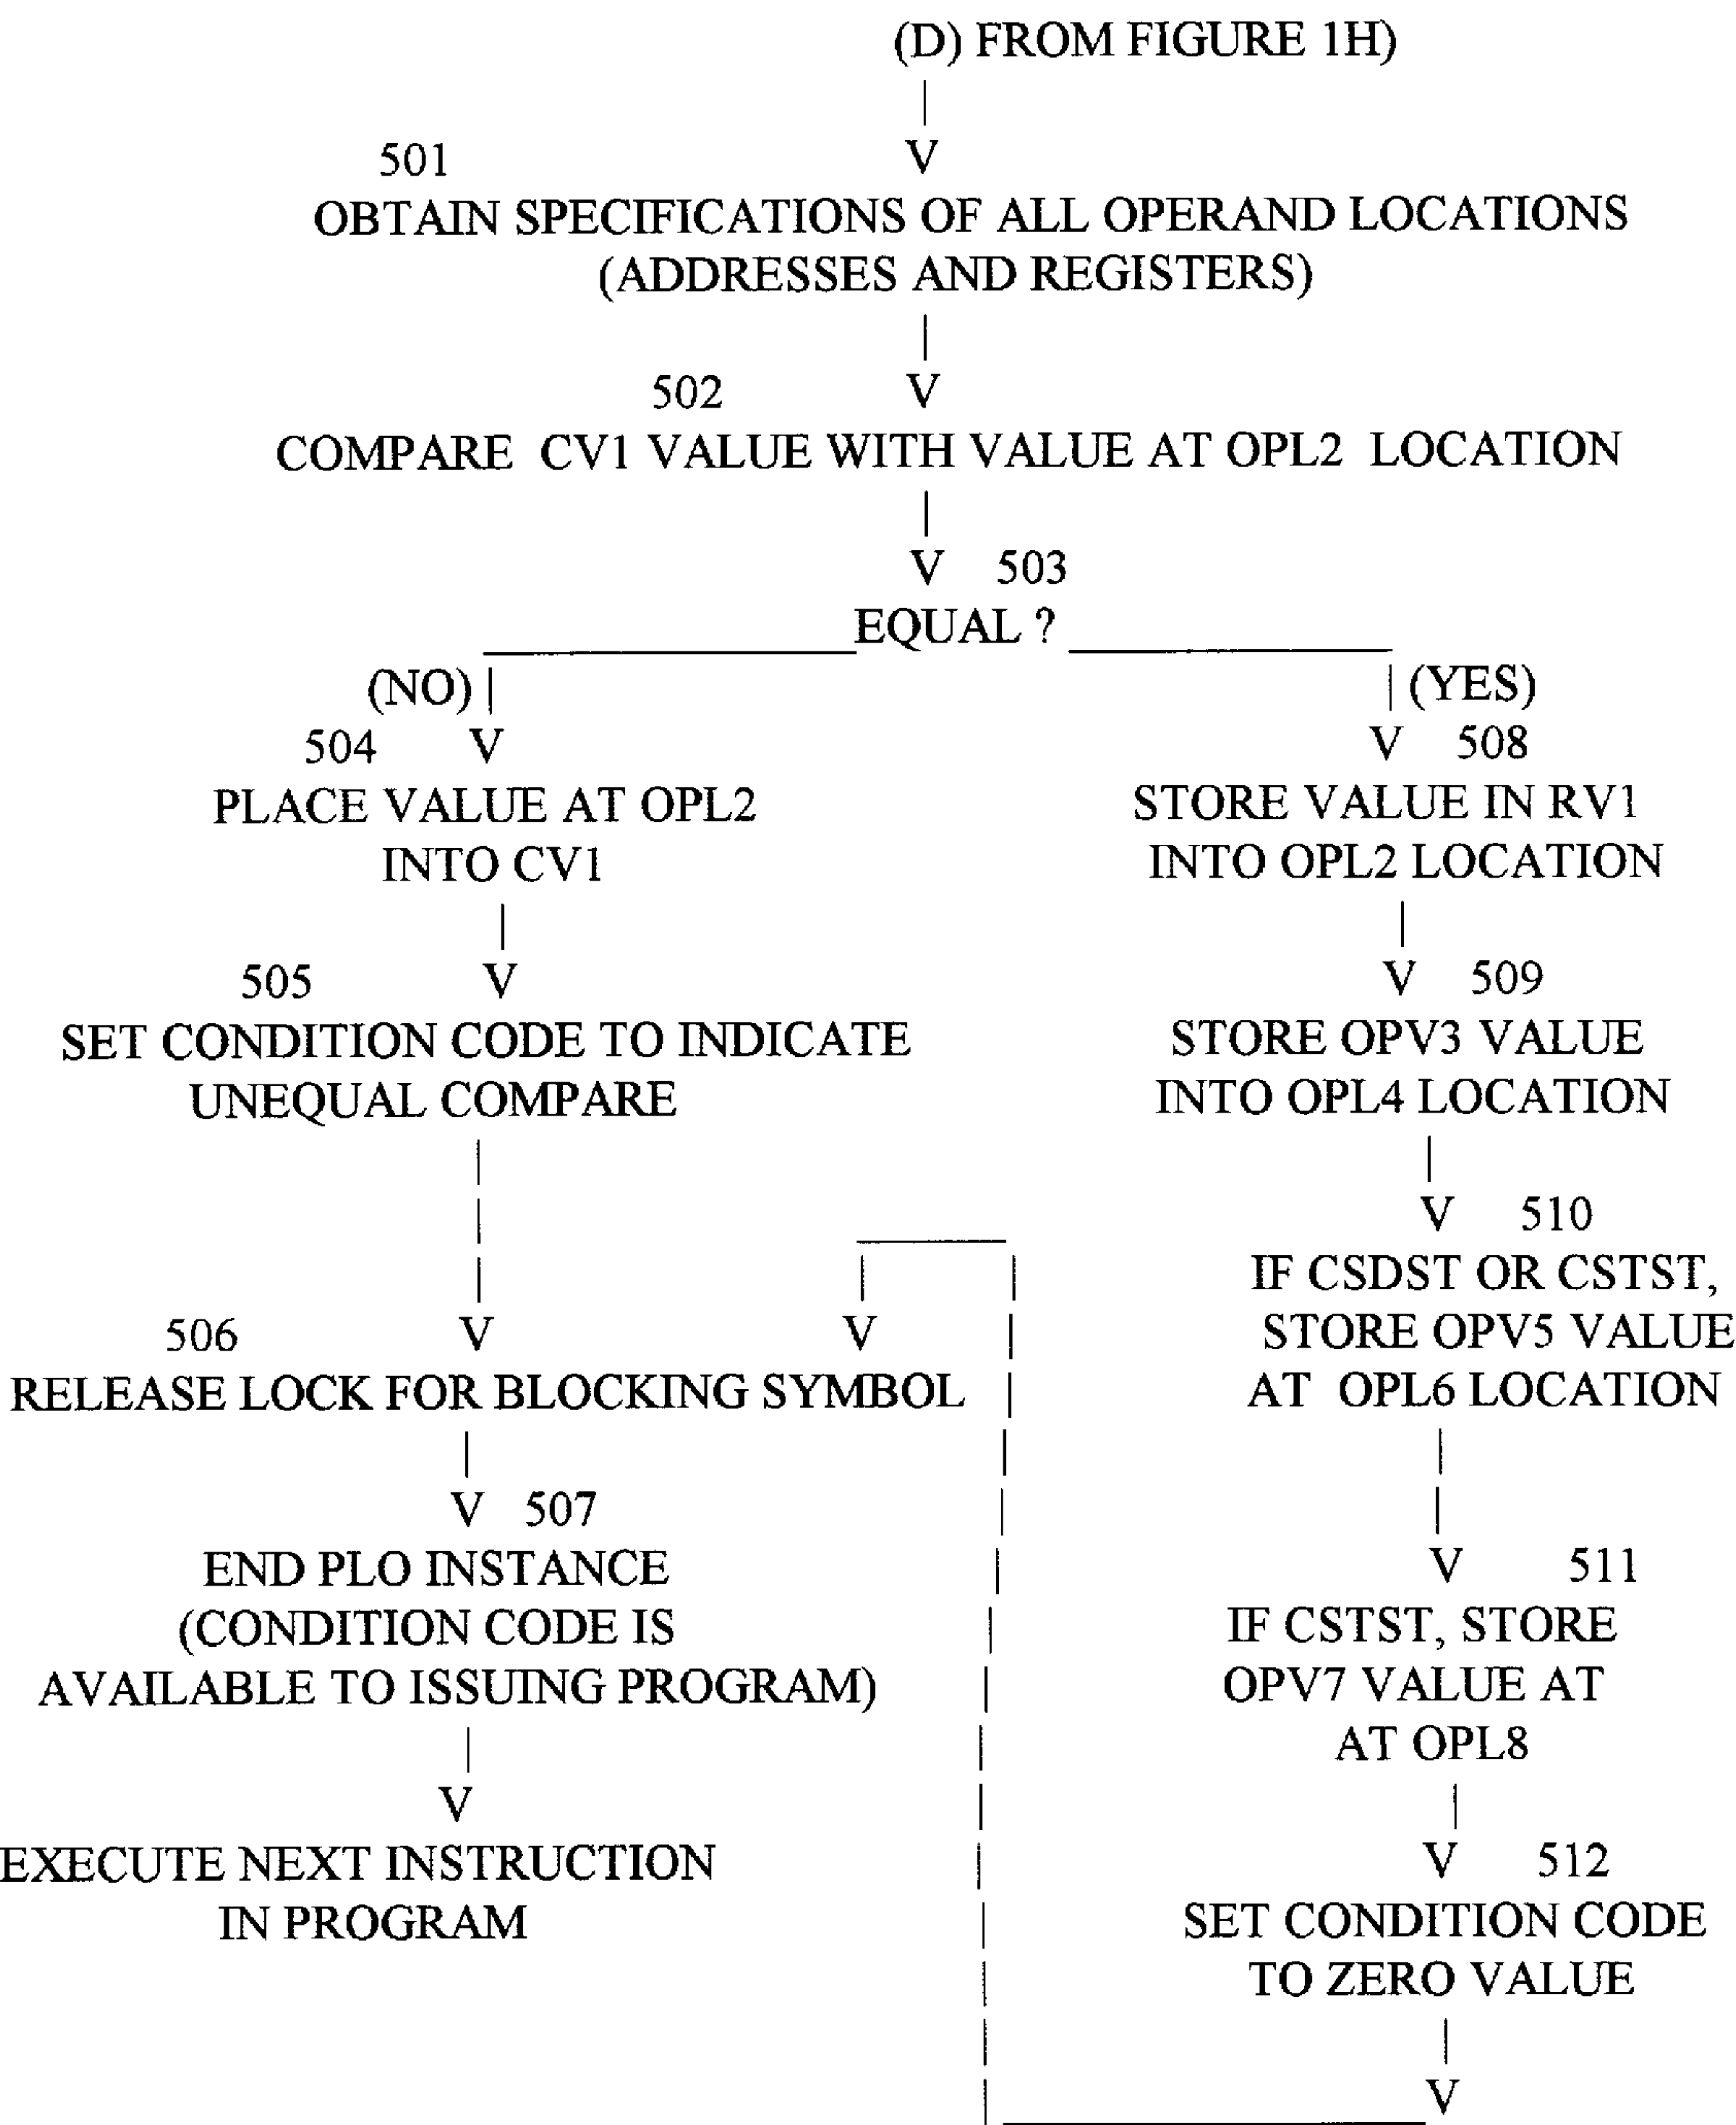 (D) FROM FIGURE 1H)
V
501
OBTAIN SPECIFICATIONS OF ALL OPERAND LOCATIONS
(ADDRESSES AND REGISTERS)
502 V
COMPARE CV1 VALUE WITH VALUE AT OPL2 LOCATION
V 503
EQUAL ?
(NO)
504 V
PLACE VALUE AT OPL2
INTO CV1
505 V
SET CONDITION CODE TO INDICATE
UNEQUAL COMPARE
506 V V
RELEASE LOCK FOR BLOCKING SYMBOL
V 507
END PLO INSTANCE
(CONDITION CODE IS
AVAILABLE TO ISSUING PROGRAM)
V
EXECUTE NEXT INSTRUCTION
IN PROGRAM
(YES)
V 508
STORE VALUE IN RV1
INTO OPL2 LOCATION
V 509
STORE OPV3 VALUE
INTO OPL4 LOCATION
V 510
IF CSDST OR CSTST,
STORE OPV5 VALUE
AT OPL6 LOCATION
V 511
IF CSTST, STORE
OPV7 VALUE AT
AT OPL8
V 512
SET CONDITION CODE
TO ZERO VALUE
V